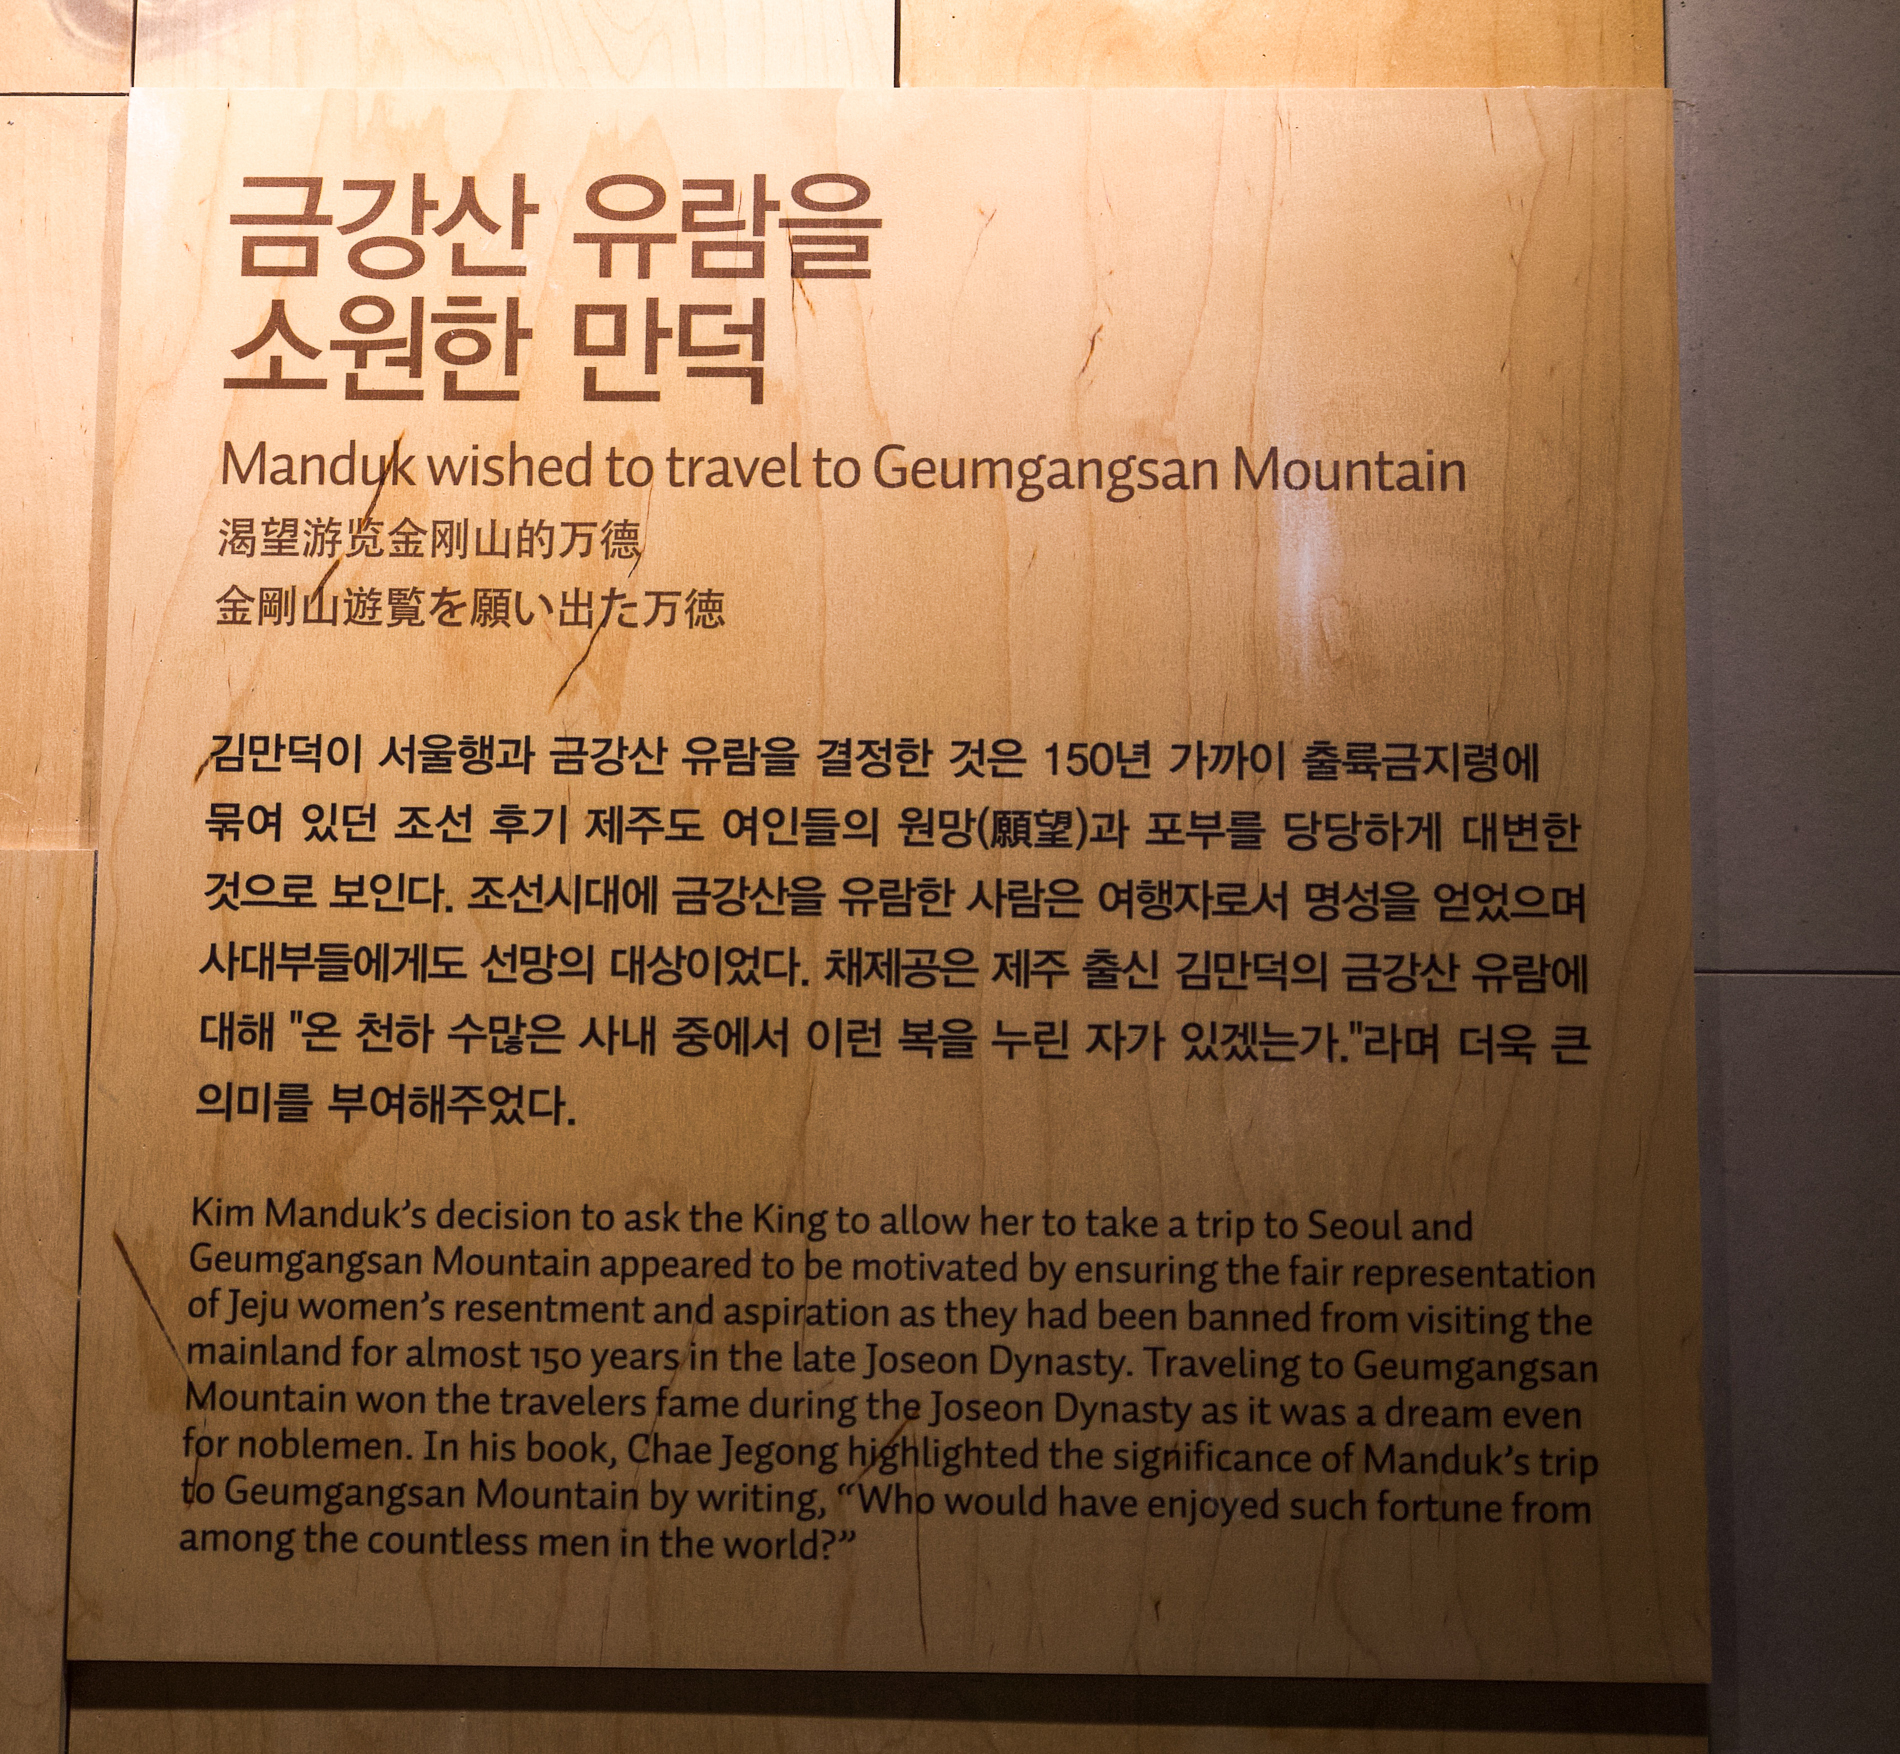 금강산 유람을
소원한 만덕
Manduk wished to travel to Geumgangsan Mountain
渴望游览金刚山的万德
金剛山遊覧を願い出た万徳
김만덕이 서울행과 금강산 유람을 결정한 것은 150년 가까이 출륙금지령에
묶여 있던 조선 후기 제주도 여인들의 원망(願望)과 포부를 당당하게 대변한
것으로 보인다. 조선시대에 금강산을 유람한 사람은 여행자로서 명성을 얻었으며
사대부들에게도 선망의 대상이었다. 채제공은 제주 출신 김만덕의 금강산 유람에
대해 "온 천하 수많은 사내 중에서 이런 복을 누린 자가 있겠는가."라며 더욱 큰
의미를 부여해주었다.
Kim Manduk’s decision to ask the King to allow her to take a trip to Seoul and
Geumgangsan Mountain appeared to be motivated by ensuring the fair representation
of Jeju women’s resentment and aspiration as they had been banned from visiting the
mainland for almost 150 years in the late Joseon Dynasty. Traveling to Geumgangsan
Mountain won the travelers fame during the Joseon Dynasty as it was a dream even
for noblemen. In his book, Chae Jegong highlighted the significance of Manduk’s trip
to Geumgangsan Mountain by writing, “Who would have enjoyed such fortune from
among the countless men in the world?”